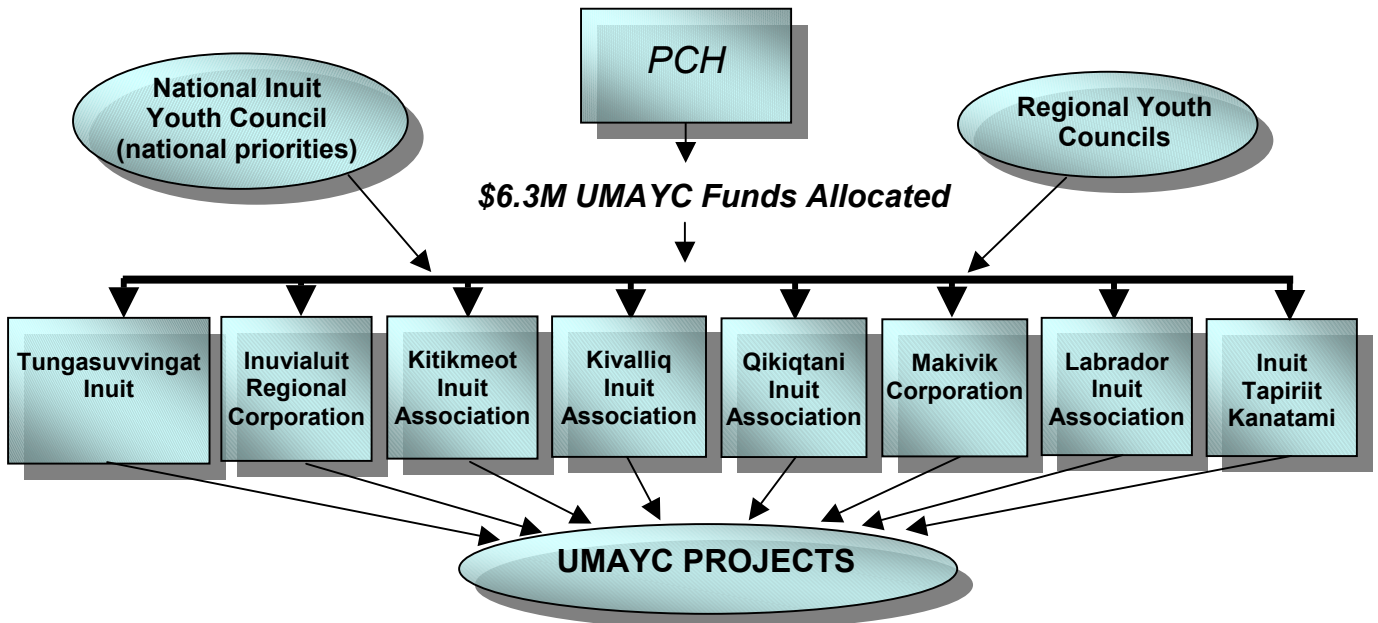 PCH
National Inuit
Youth Council
(national priorities)
Regional Youth
Councils
$6.3M UMAYC Funds Allocated
Tungasuvvingat
Inuit
Inuvialuit
Regional
Corporation
Kitikmeot
Inuit
Association
Kivalliq
Inuit
Association
Qikiqtani
Inuit
Association
Makivik
Corporation
Labrador
Inuit
Association
Inuit
Tapiriit
Kanatami
UMAYC PROJECTS